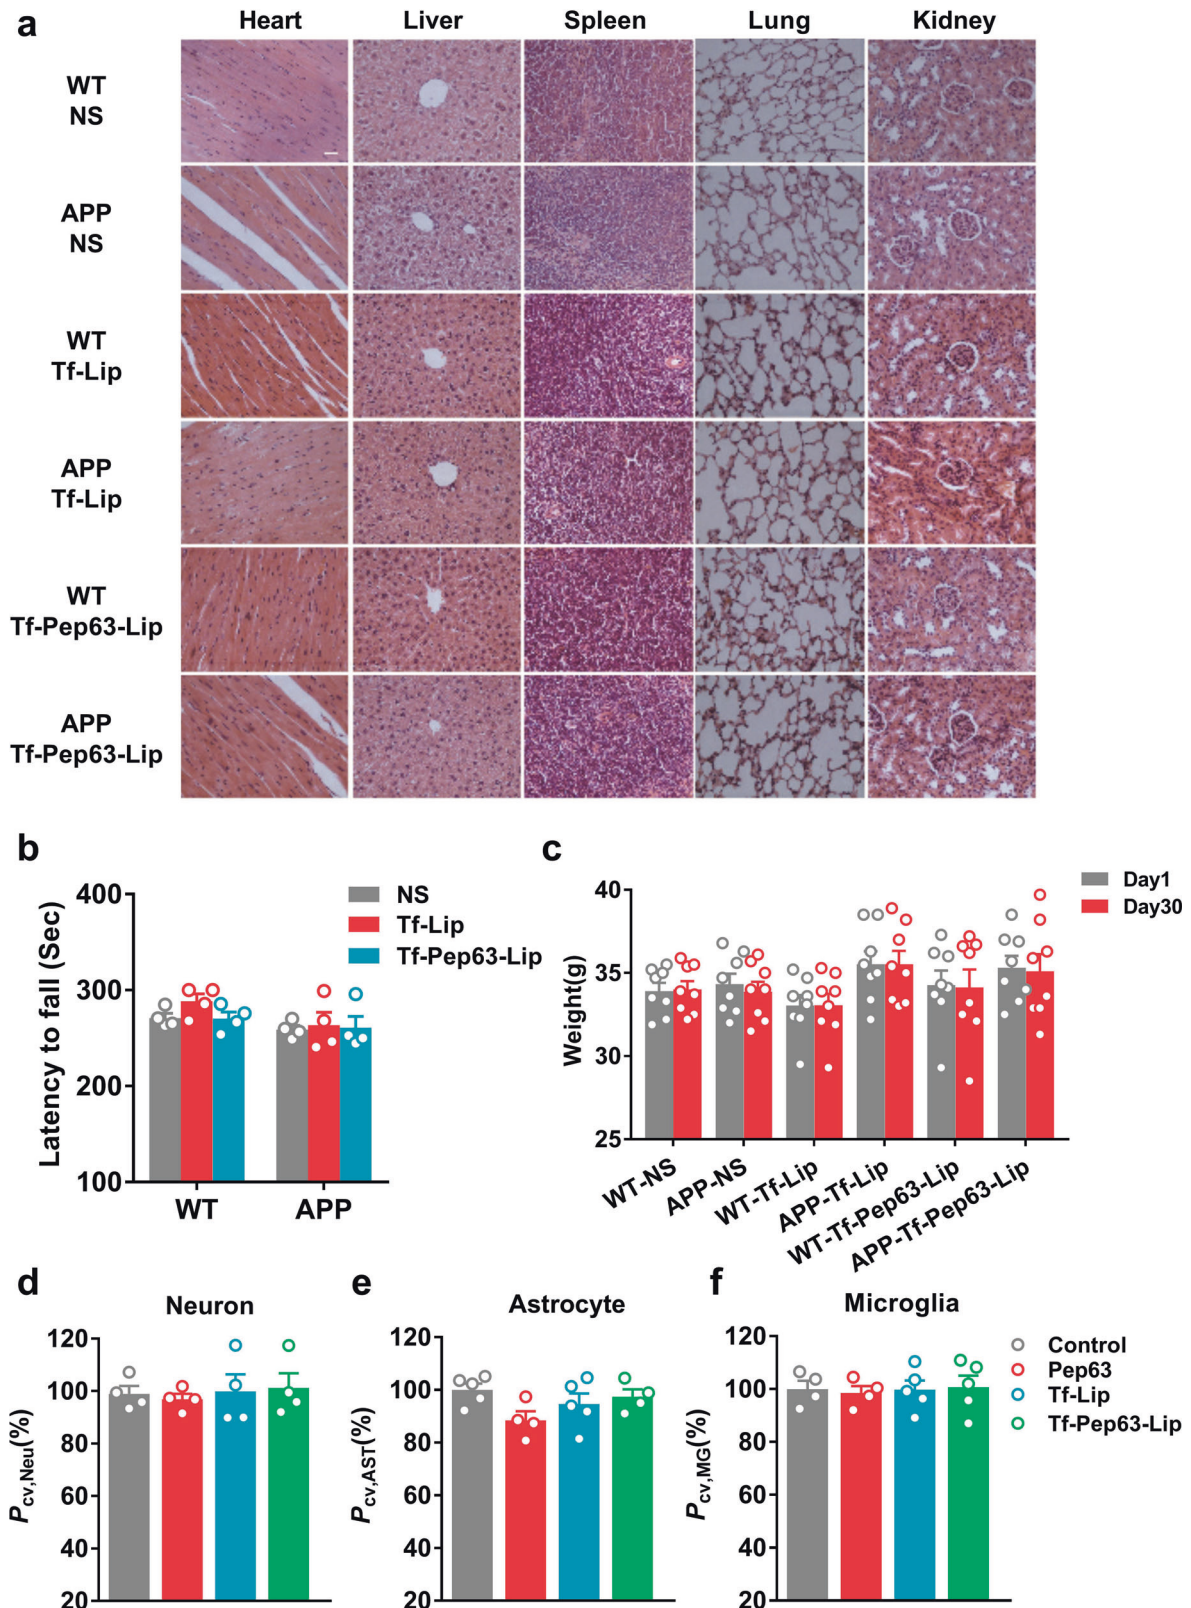 a
Heart Liver Spleen Lung Kidney
WT
NS
APP
NS
WT
Tf-Lip
APP
Tf-Lip
WT
Tf-Pep63-Lip
APP
Tf-Pep63-Lip
b
Latency to fall (Sec)
400
300
200
100
NS
Tf-Lip
Tf-Pep63-Lip
WT APP
c
Weight(g)
40
35
30
25
Day1
Day30
WT-NS
APP-NS
WT-Tf-Lip
APP-Tf-Lip
WT-Tf-Pep63-Lip
APP-Tf-Pep63-Lip
d
Neuron
Pcv,Neu(%)
120
100
80
60
40
20
e
Astrocyte
Pcv,AST(%)
120
100
80
60
40
20
f
Microglia
Pcv,MG(%)
120
100
80
60
40
20
Control
Pep63
Tf-Lip
Tf-Pep63-Lip